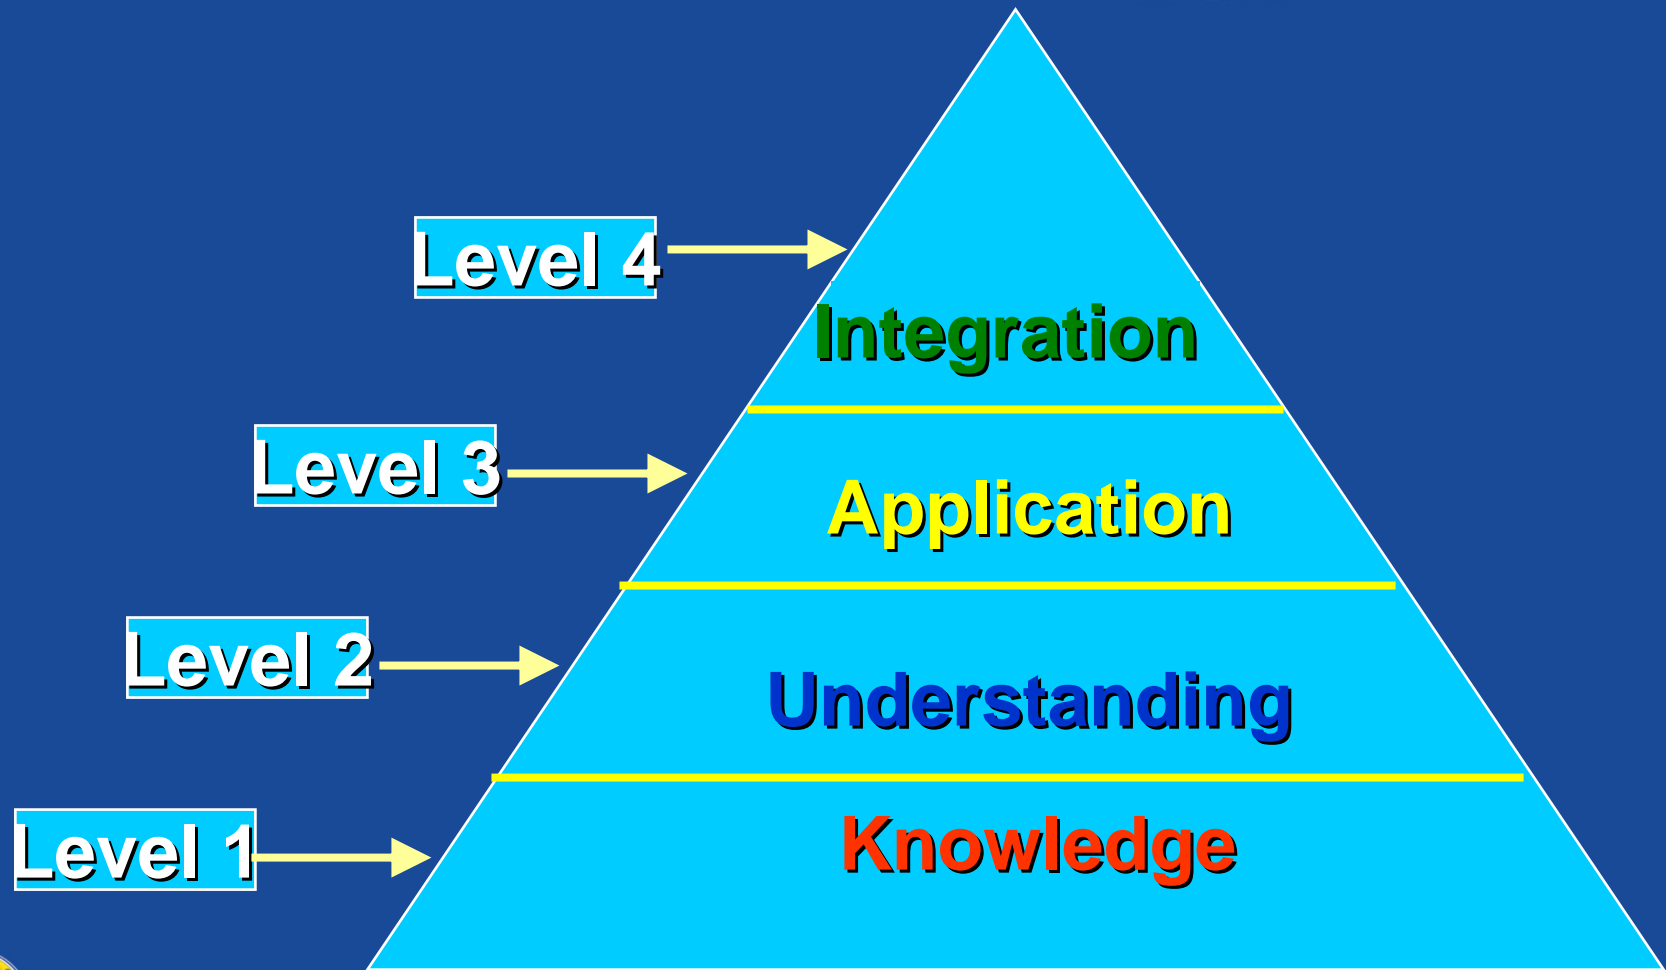 Level 4
Integration
Level 3
Application
Level 2
Understanding
Level 1
Knowledge